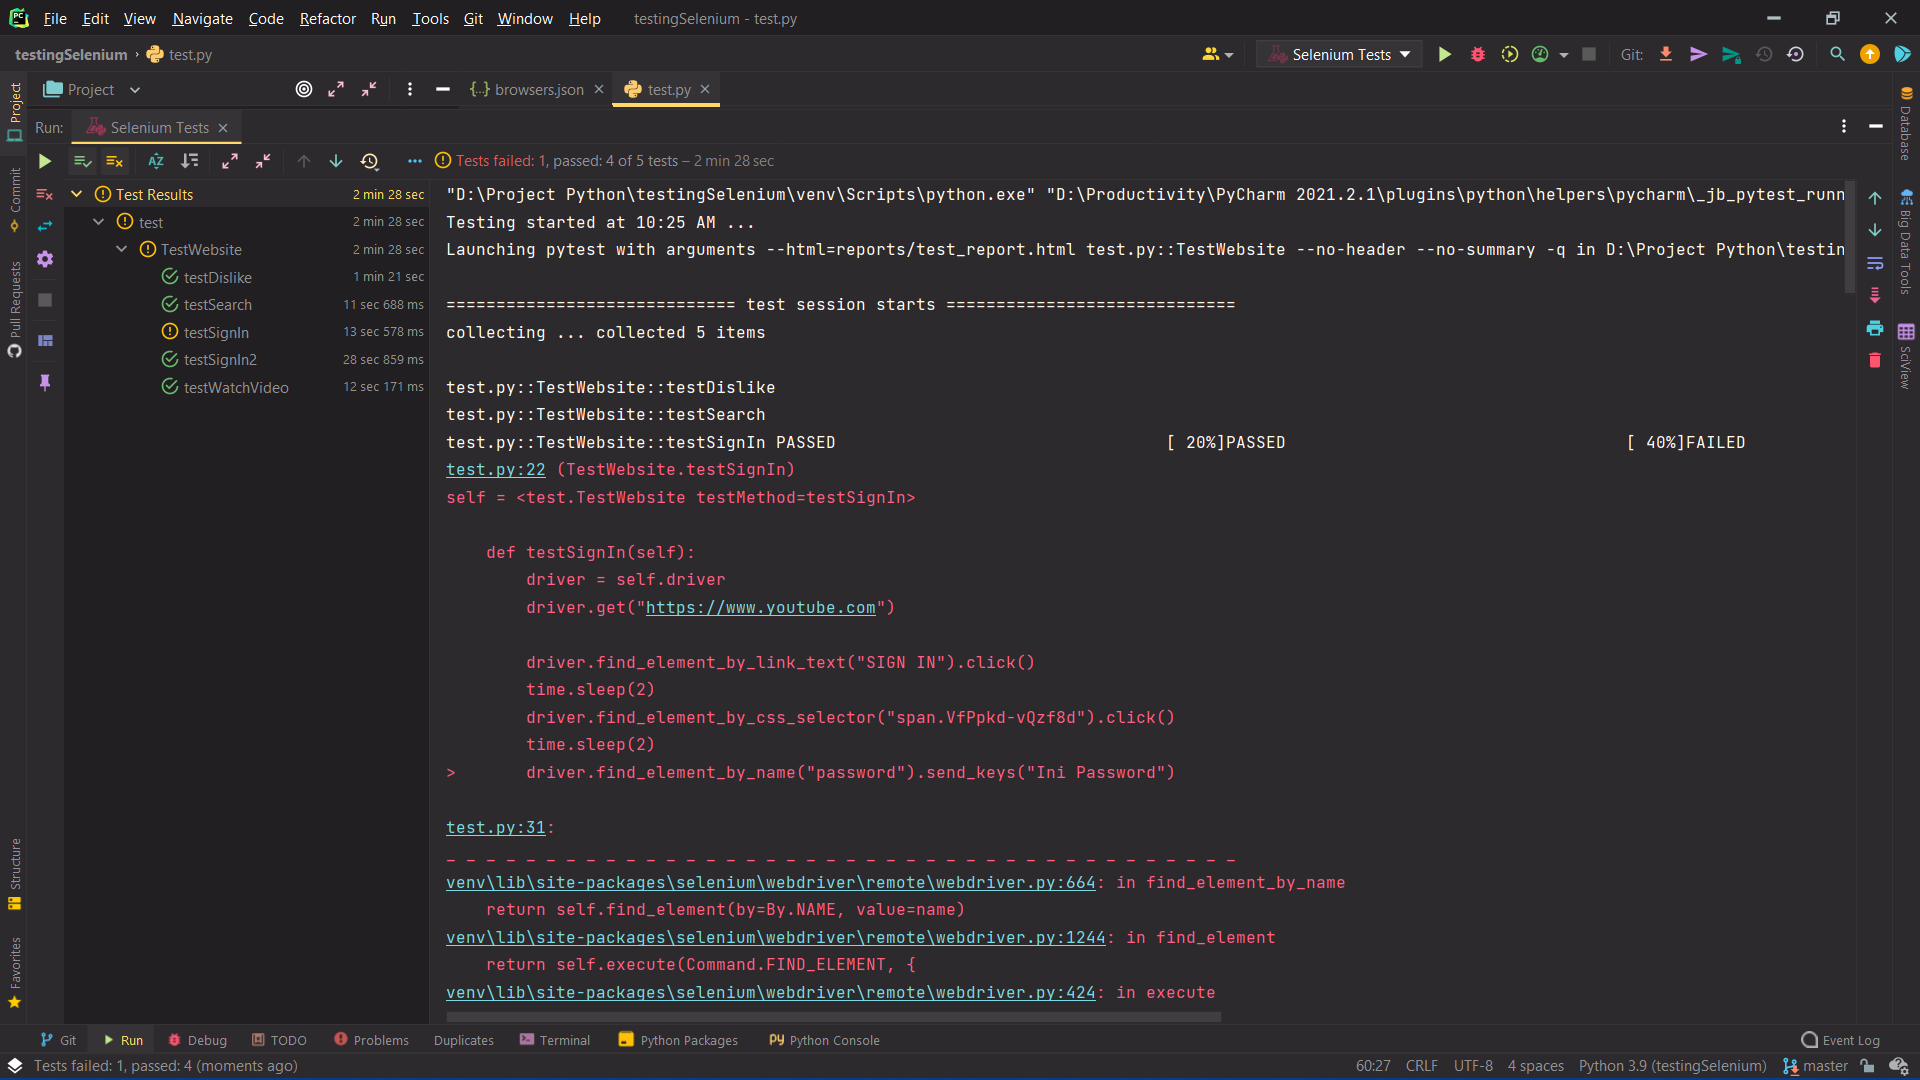 File Edit View Navigate Code Refactor Run Tools Git Window Help testingSelenium - test.py
testingSelenium › test.py Selenium Tests Git:
Project browsers.json test.py
Run: Selenium Tests
Tests failed: 1, passed: 4 of 5 tests – 2 min 28 sec
Test Results 2 min 28 sec
test 2 min 28 sec
TestWebsite 2 min 28 sec
testDislike 1 min 21 sec
testSearch 11 sec 688 ms
testSignIn 13 sec 578 ms
testSignIn2 28 sec 859 ms
testWatchVideo 12 sec 171 ms
"D:\Project Python\testingSelenium\venv\Scripts\python.exe" "D:\Productivity\PyCharm 2021.2.1\plugins\python\helpers\pycharm\_jb_pytest_runn
Testing started at 10:25 AM ...
Launching pytest with arguments --html=reports/test_report.html test.py::TestWebsite --no-header --no-summary -q in D:\Project Python\testin
============================= test session starts =============================
collecting ... collected 5 items
test.py::TestWebsite::testDislike
test.py::TestWebsite::testSearch
test.py::TestWebsite::testSignIn PASSED [ 20%]PASSED [ 40%]FAILED
test.py:22 (TestWebsite.testSignIn)
self = <test.TestWebsite testMethod=testSignIn>
def testSignIn(self):
driver = self.driver
driver.get("https://www.youtube.com")
driver.find_element_by_link_text("SIGN IN").click()
time.sleep(2)
driver.find_element_by_css_selector("span.VfPpkd-vQzf8d").click()
time.sleep(2)
> driver.find_element_by_name("password").send_keys("Ini Password")
test.py:31:
_ _ _ _ _ _ _ _ _ _ _ _ _ _ _ _ _ _ _ _ _ _ _ _ _ _ _ _ _ _ _ _ _ _ _ _ _ _ _ _
venv\lib\site-packages\selenium\webdriver\remote\webdriver.py:664: in find_element_by_name
return self.find_element(by=By.NAME, value=name)
venv\lib\site-packages\selenium\webdriver\remote\webdriver.py:1244: in find_element
return self.execute(Command.FIND_ELEMENT, {
venv\lib\site-packages\selenium\webdriver\remote\webdriver.py:424: in execute
Project
Commit
Pull Requests
Structure
Favorites
Database
Big Data Tools
SciView
Git Run Debug TODO Problems Duplicates Terminal Python Packages Python Console Event Log
Tests failed: 1, passed: 4 (moments ago) 60:27 CRLF UTF-8 4 spaces Python 3.9 (testingSelenium) master